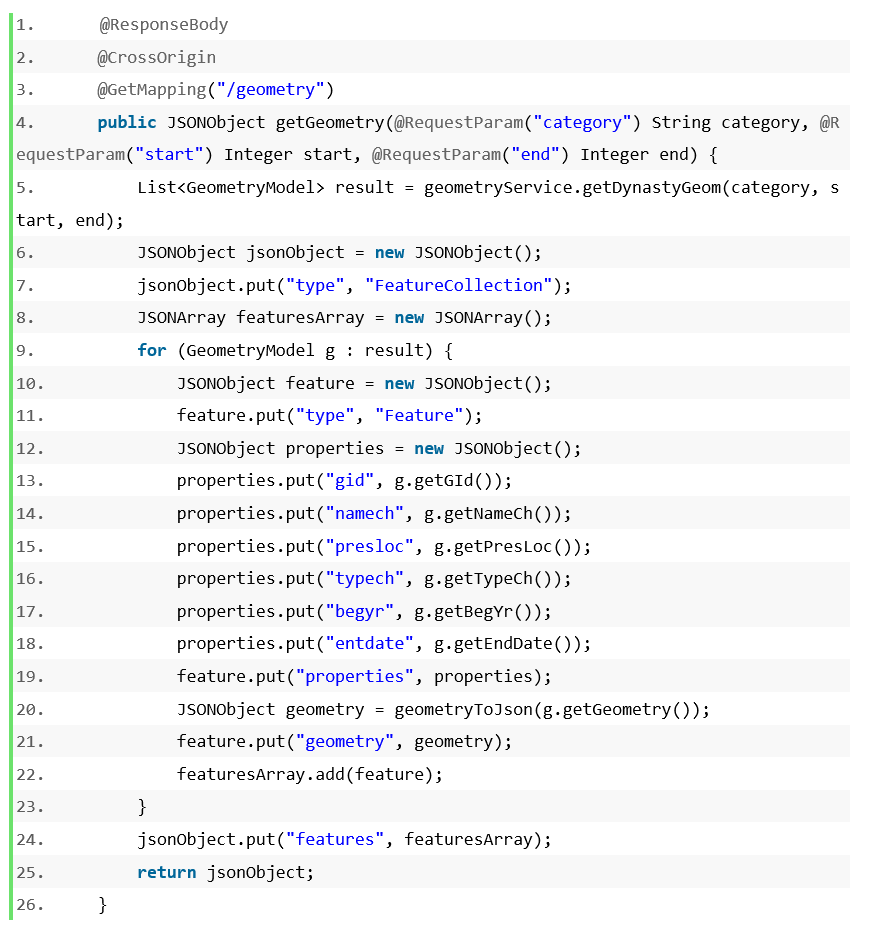 1.      @ResponseBody
2.      @CrossOrigin
3.      @GetMapping("/geometry")
4.      public JSONObject getGeometry(@RequestParam("category") String category, @R
equestParam("start") Integer start, @RequestParam("end") Integer end) {
5.          List<GeometryModel> result = geometryService.getDynastyGeom(category, s
tart, end);
6.          JSONObject jsonObject = new JSONObject();
7.          jsonObject.put("type", "FeatureCollection");
8.          JSONArray featuresArray = new JSONArray();
9.          for (GeometryModel g : result) {
10.             JSONObject feature = new JSONObject();
11.             feature.put("type", "Feature");
12.             JSONObject properties = new JSONObject();
13.             properties.put("gid", g.getGId());
14.             properties.put("namech", g.getNameCh());
15.             properties.put("presloc", g.getPresLoc());
16.             properties.put("typech", g.getTypeCh());
17.             properties.put("begyr", g.getBegYr());
18.             properties.put("entdate", g.getEndDate());
19.             feature.put("properties", properties);
20.             JSONObject geometry = geometryToJson(g.getGeometry());
21.             feature.put("geometry", geometry);
22.             featuresArray.add(feature);
23.         }
24.         jsonObject.put("features", featuresArray);
25.         return jsonObject;
26.     }